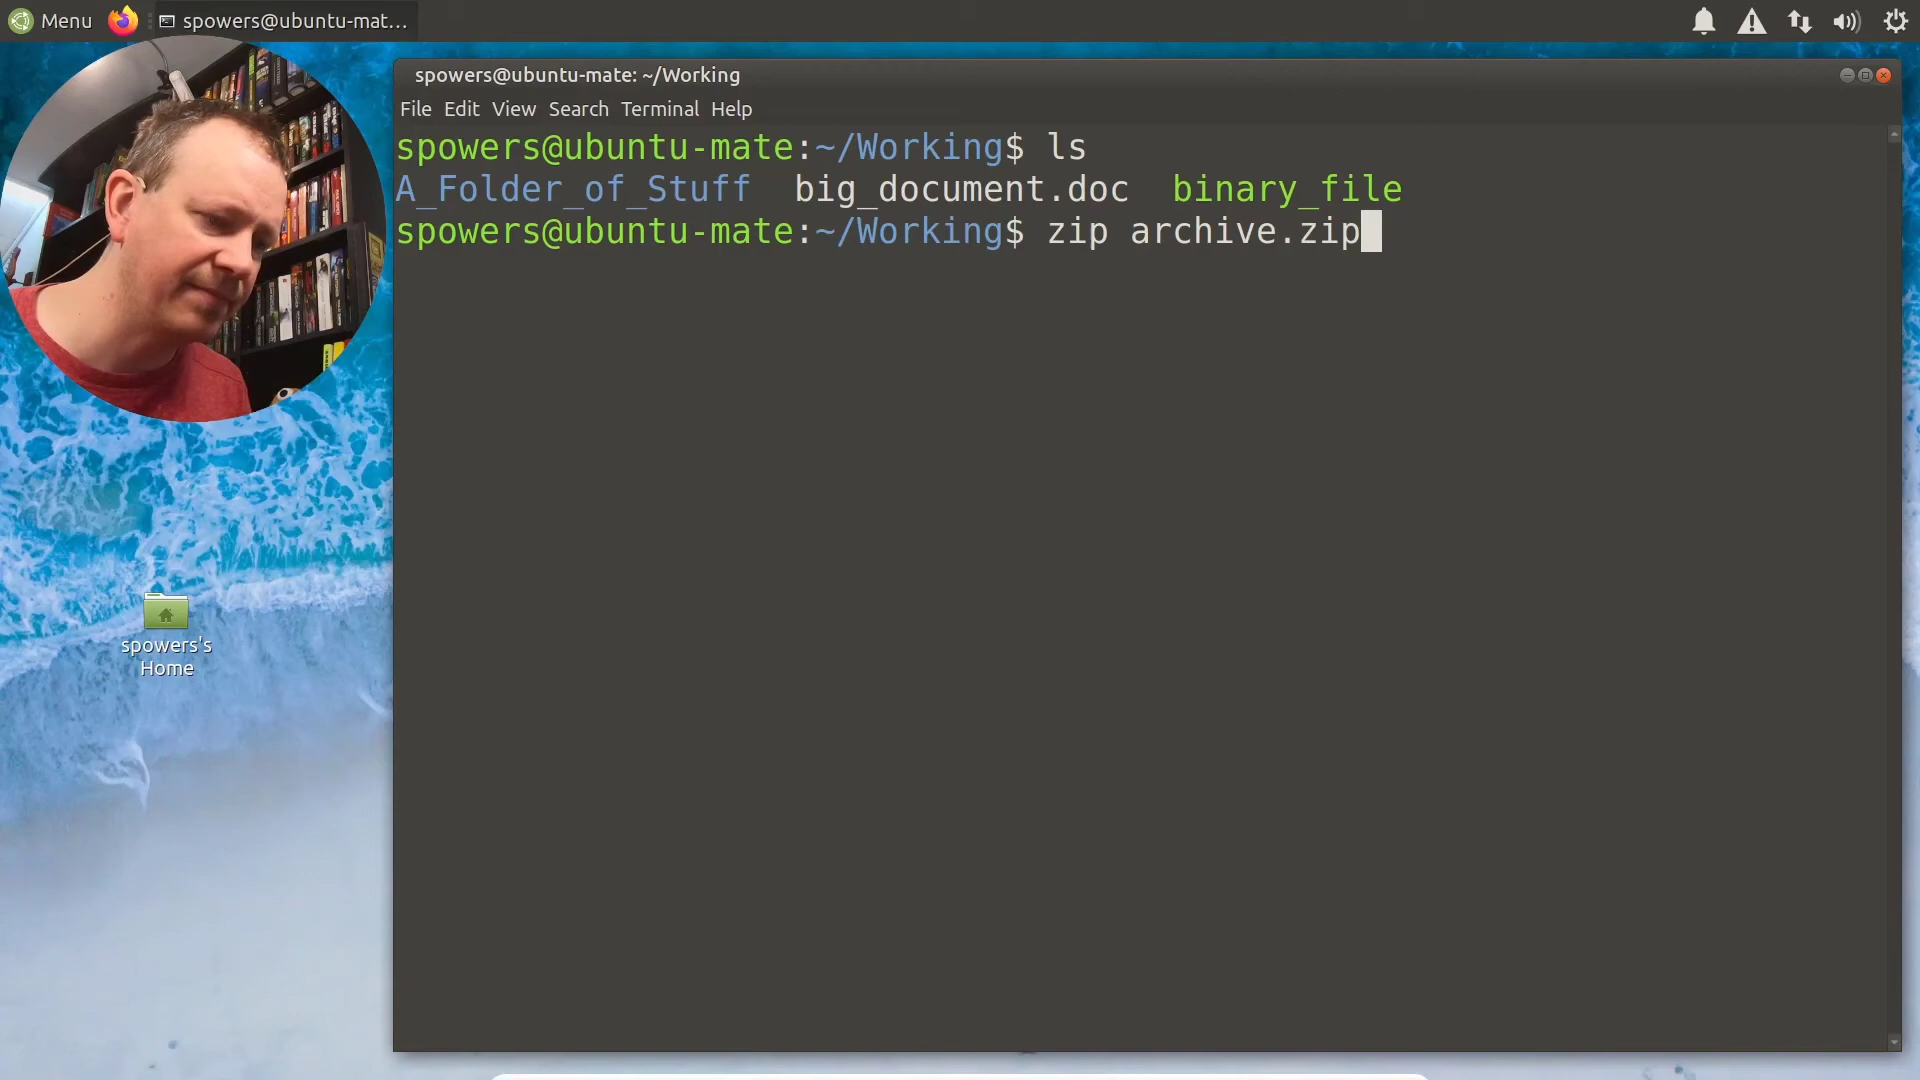 Menu
spowers@ubuntu-mat...
spowers@ubuntu-mate: ~/Working
File Edit View Search Terminal Help
spowers@ubuntu-mate:~/Working$ ls
A_Folder_of_Stuff big_document.doc binary_file
spowers@ubuntu-mate:~/Working$ zip archive.zip
spowers's
Home